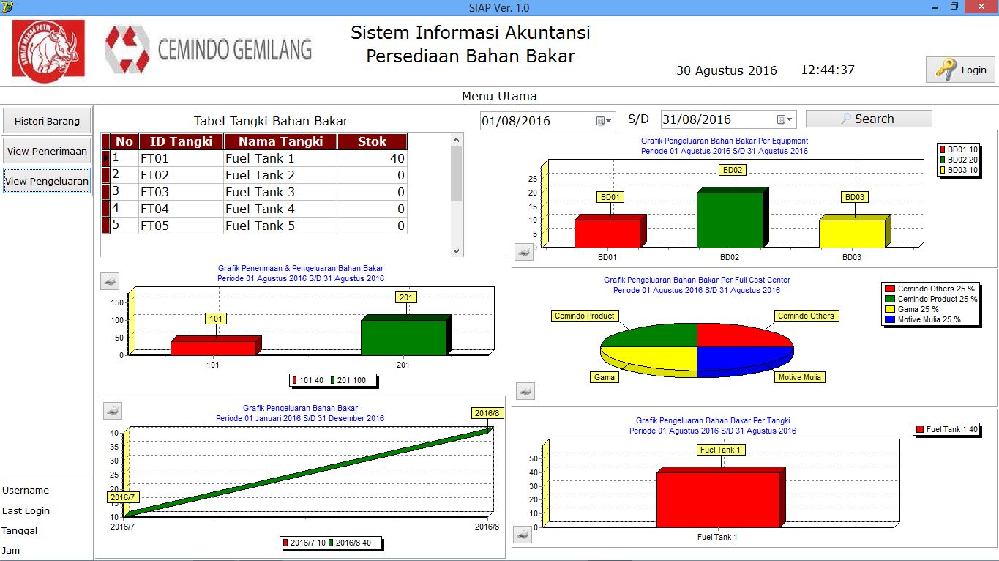 SIAP Ver. 1.0
SEMEN MERAH PUTIH
CEMINDO GEMILANG
Sistem Informasi Akuntansi
Persediaan Bahan Bakar
30 Agustus 2016 12:44:37
Login
Menu Utama
Histori Barang
View Penerimaan
View Pengeluaran
Tabel Tangki Bahan Bakar
No ID Tangki Nama Tangki Stok
1 FT01 Fuel Tank 1 40
2 FT02 Fuel Tank 2 0
3 FT03 Fuel Tank 3 0
4 FT04 Fuel Tank 4 0
5 FT05 Fuel Tank 5 0
01/08/2016 S/D 31/08/2016 Search
Grafik Pengeluaran Bahan Bakar Per Equipment
Periode 01 Agustus 2016 S/D 31 Agustus 2016
BD01 10
BD02 20
BD03 10
25
20
15
10
5
0
BD01 BD02 BD03
BD01 BD02 BD03
Grafik Penerimaan & Pengeluaran Bahan Bakar
Periode 01 Agustus 2016 S/D 31 Agustus 2016
150
100
50
0
101 201
101 201
101 40 201 100
Grafik Pengeluaran Bahan Bakar Per Full Cost Center
Periode 01 Agustus 2016 S/D 31 Agustus 2016
Cemindo Others 25 %
Cemindo Product 25 %
Gama 25 %
Motive Mulia 25 %
Cemindo Product Cemindo Others
Gama Motive Mulia
Grafik Pengeluaran Bahan Bakar
Periode 01 Januari 2016 S/D 31 Desember 2016
40
35
30
25
20
15
10
2016/7 2016/8
2016/7 2016/8
2016/7 10 2016/8 40
Grafik Pengeluaran Bahan Bakar Per Tangki
Periode 01 Agustus 2016 S/D 31 Agustus 2016
Fuel Tank 1 40
50
40
30
20
10
0
Fuel Tank 1
Fuel Tank 1
Username
Last Login
Tanggal
Jam